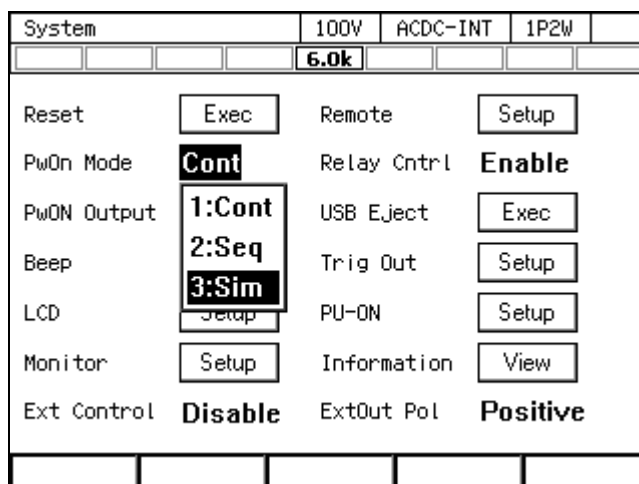 System 100V ACDC-INT 1P2W
6.0k
Reset Exec Remote Setup
PwOn Mode Cont Relay Cntrl Enable
PwON Output 1:Cont USB Eject Exec
2:Seq
Beep Trig Out Setup
3:Sim
LCD Setup PU-ON Setup
Monitor Setup Information View
Ext Control Disable ExtOut Pol Positive